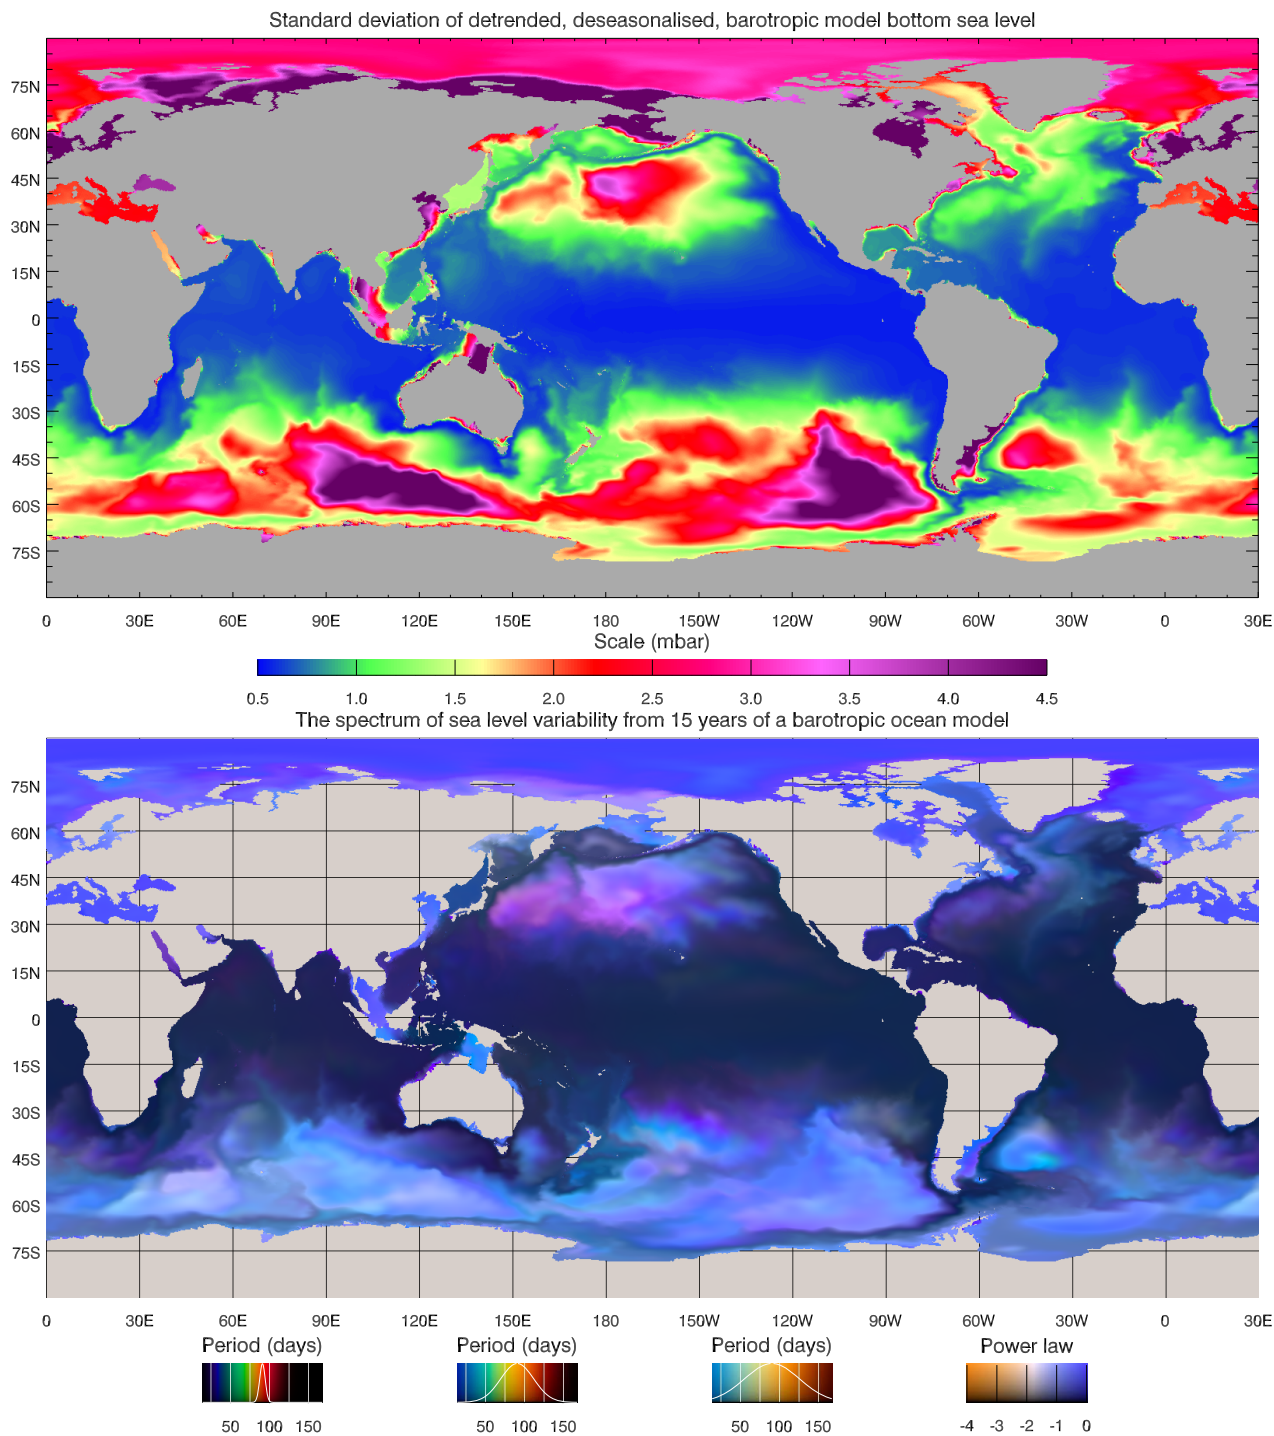 Standard deviation of detrended, deseasonalised, barotropic model bottom sea level
75N
60N
45N
30N
15N
0
15S
30S
45S
60S
75S
0 30E 60E 90E 120E 150E 180 150W 120W 90W 60W 30W 0 30E
Scale (mbar)
0.5 1.0 1.5 2.0 2.5 3.0 3.5 4.0 4.5
The spectrum of sea level variability from 15 years of a barotropic ocean model
75N
60N
45N
30N
15N
0
15S
30S
45S
60S
75S
0 30E 60E 90E 120E 150E 180 150W 120W 90W 60W 30W 0 30E
Period (days) Period (days) Period (days) Power law
50 100 150 50 100 150 50 100 150 -4 -3 -2 -1 0